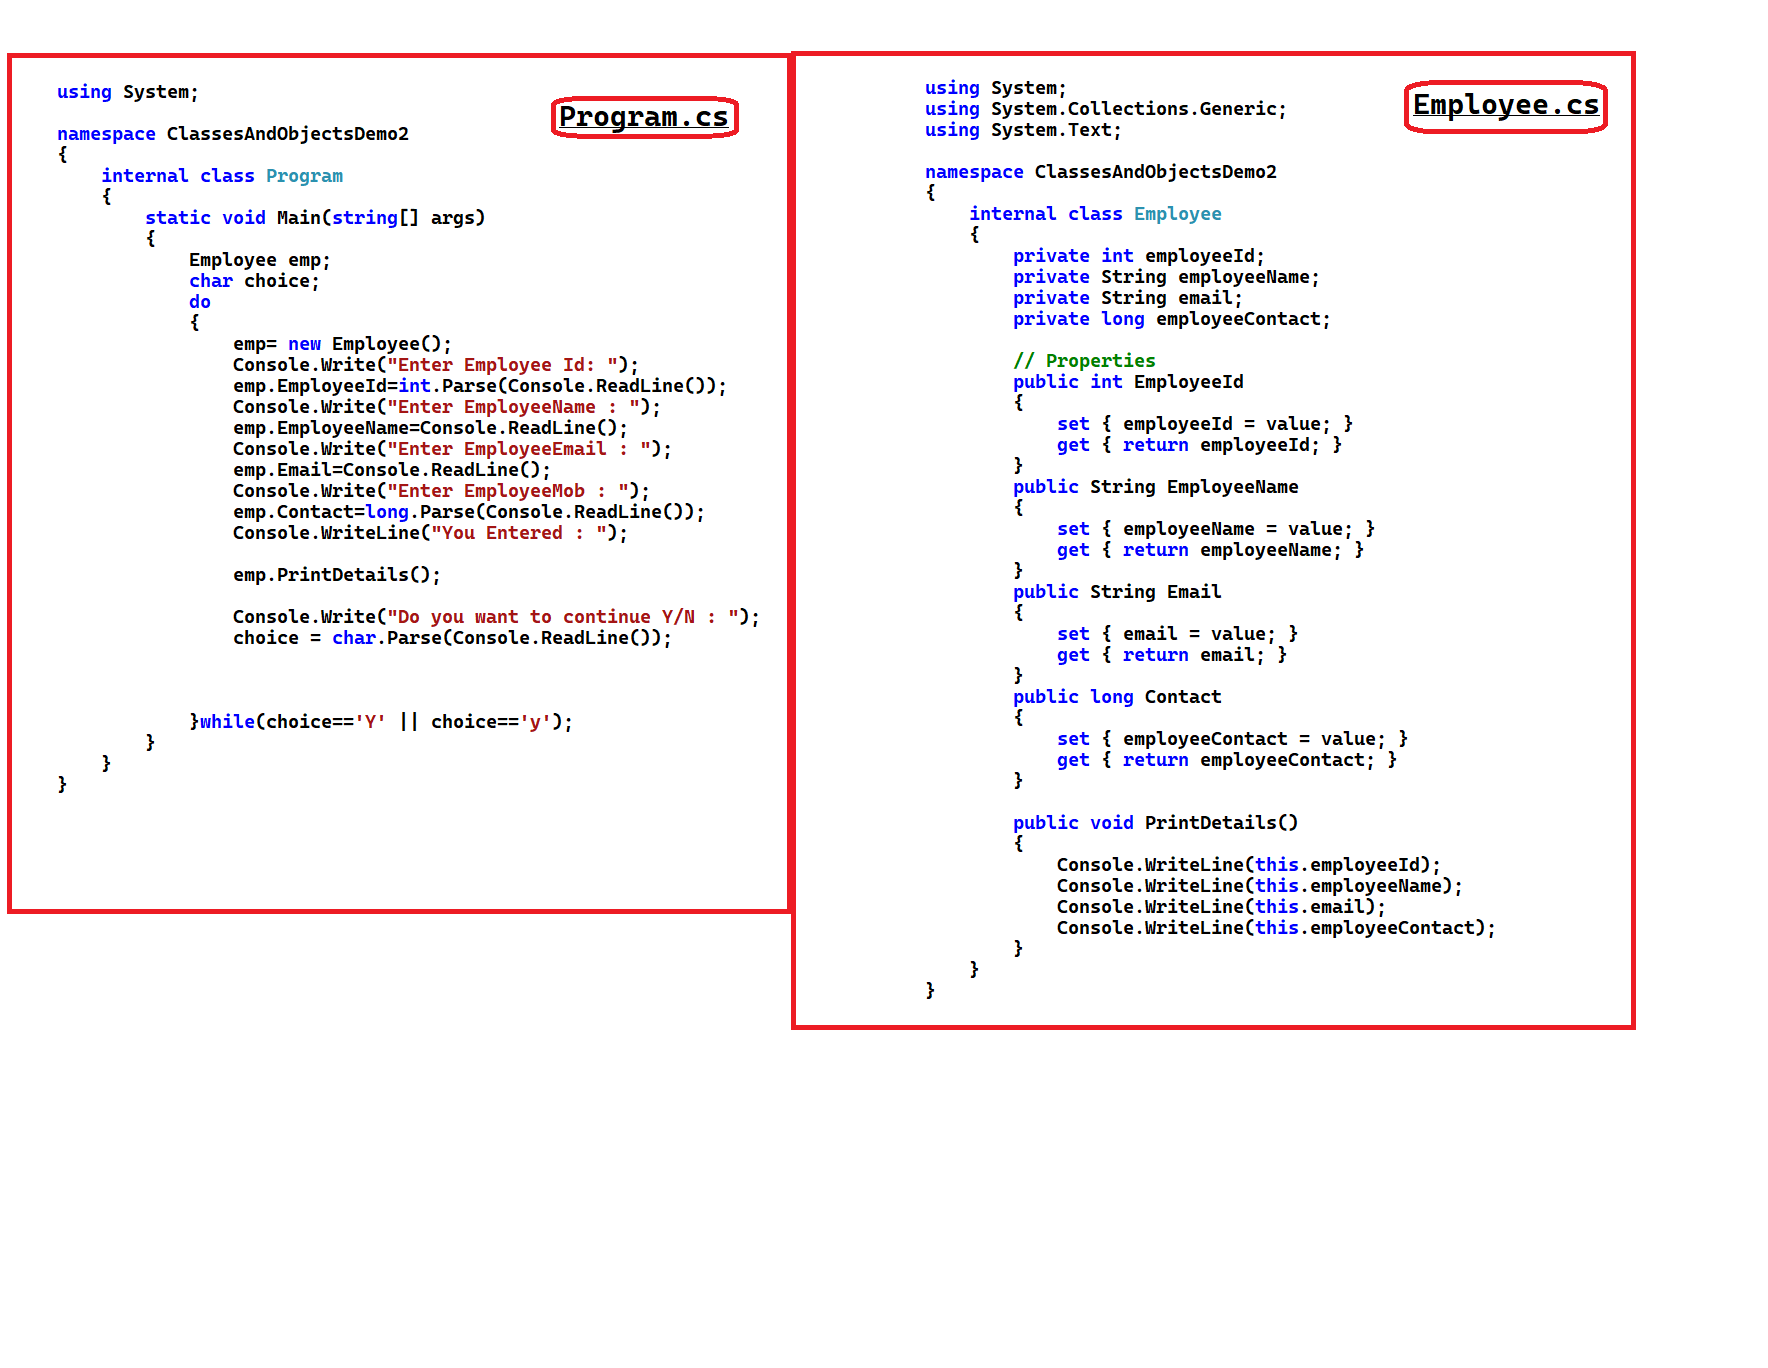 Program.cs
using System;
namespace ClassesAndObjectsDemo2
{
    internal class Program
    {
        static void Main(string[] args)
        {
            Employee emp;
            char choice;
            do
            {
                emp= new Employee();
                Console.Write("Enter Employee Id: ");
                emp.EmployeeId=int.Parse(Console.ReadLine());
                Console.Write("Enter EmployeeName : ");
                emp.EmployeeName=Console.ReadLine();
                Console.Write("Enter EmployeeEmail : ");
                emp.Email=Console.ReadLine();
                Console.Write("Enter EmployeeMob : ");
                emp.Contact=long.Parse(Console.ReadLine());
                Console.WriteLine("You Entered : ");
                emp.PrintDetails();
                Console.Write("Do you want to continue Y/N : ");
                choice = char.Parse(Console.ReadLine());
            }while(choice=='Y' || choice=='y');
        }
    }
}
Employee.cs
using System;
using System.Collections.Generic;
using System.Text;
namespace ClassesAndObjectsDemo2
{
    internal class Employee
    {
        private int employeeId;
        private String employeeName;
        private String email;
        private long employeeContact;
        // Properties
        public int EmployeeId
        {
            set { employeeId = value; }
            get { return employeeId; }
        }
        public String EmployeeName
        {
            set { employeeName = value; }
            get { return employeeName; }
        }
        public String Email
        {
            set { email = value; }
            get { return email; }
        }
        public long Contact
        {
            set { employeeContact = value; }
            get { return employeeContact; }
        }
        public void PrintDetails()
        {
            Console.WriteLine(this.employeeId);
            Console.WriteLine(this.employeeName);
            Console.WriteLine(this.email);
            Console.WriteLine(this.employeeContact);
        }
    }
}